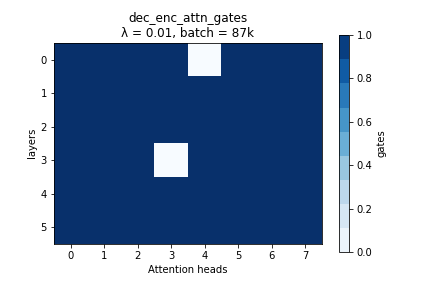 dec_enc_attn_gates
λ = 0.01, batch = 87k
layers
0
1
2
3
4
5
0 1 2 3 4 5 6 7
Attention heads
1.0
0.8
0.6
0.4
0.2
0.0
gates